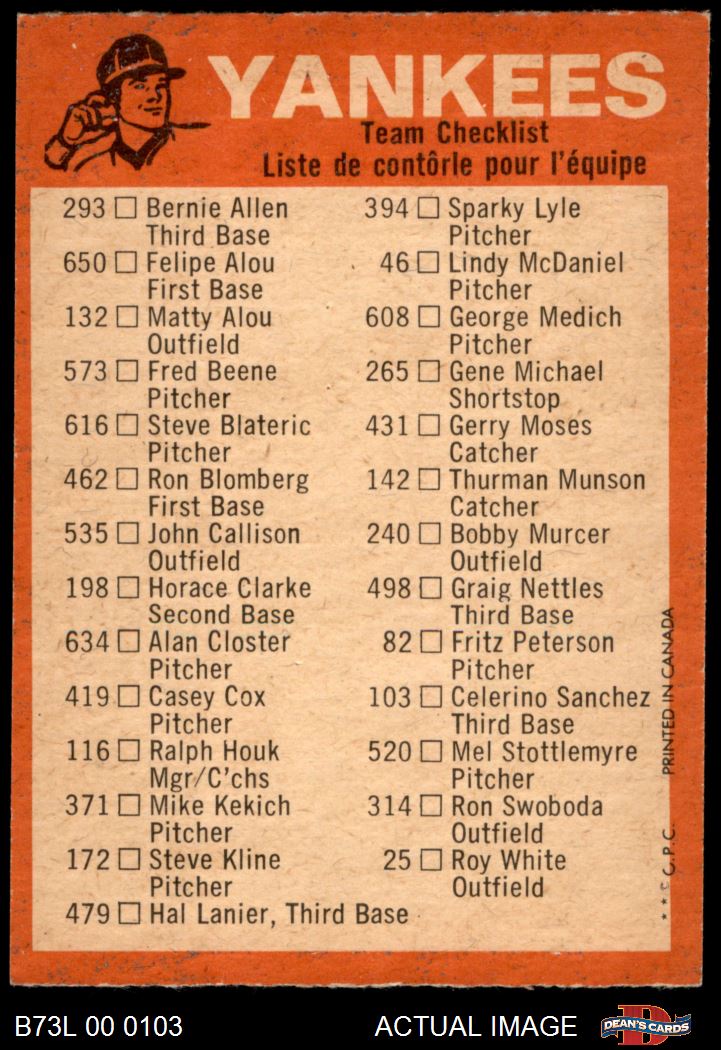 YANKEES
Team Checklist
Liste de contôrle pour l'équipe
293 □ Bernie Allen
Third Base
650 □ Felipe Alou
First Base
132 □ Matty Alou
Outfield
573 □ Fred Beene
Pitcher
616 □ Steve Blateric
Pitcher
462 □ Ron Blomberg
First Base
535 □ John Callison
Outfield
198 □ Horace Clarke
Second Base
634 □ Alan Closter
Pitcher
419 □ Casey Cox
Pitcher
116 □ Ralph Houk
Mgr/C'chs
371 □ Mike Kekich
Pitcher
172 □ Steve Kline
Pitcher
479 □ Hal Lanier, Third Base
394 □ Sparky Lyle
Pitcher
46 □ Lindy McDaniel
Pitcher
608 □ George Medich
Pitcher
265 □ Gene Michael
Shortstop
431 □ Gerry Moses
Catcher
142 □ Thurman Munson
Catcher
240 □ Bobby Murcer
Outfield
498 □ Graig Nettles
Third Base
82 □ Fritz Peterson
Pitcher
103 □ Celerino Sanchez
Third Base
520 □ Mel Stottlemyre
Pitcher
314 □ Ron Swoboda
Outfield
25 □ Roy White
Outfield
* * © C.P.C. PRINTED IN CANADA
B73L 00 0103
ACTUAL IMAGE
D
DEAN'S CARDS